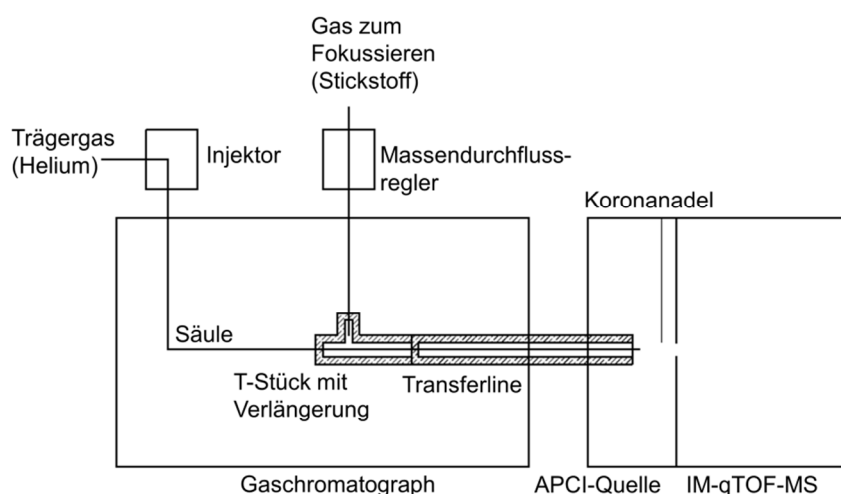 Gas zum
Fokussieren
(Stickstoff)
Trägergas
(Helium)
Injektor
Massendurchfluss-
regler
Koronanadel
Säule
T-Stück mit
Verlängerung
Transferline
Gaschromatograph
APCI-Quelle
IM-qTOF-MS